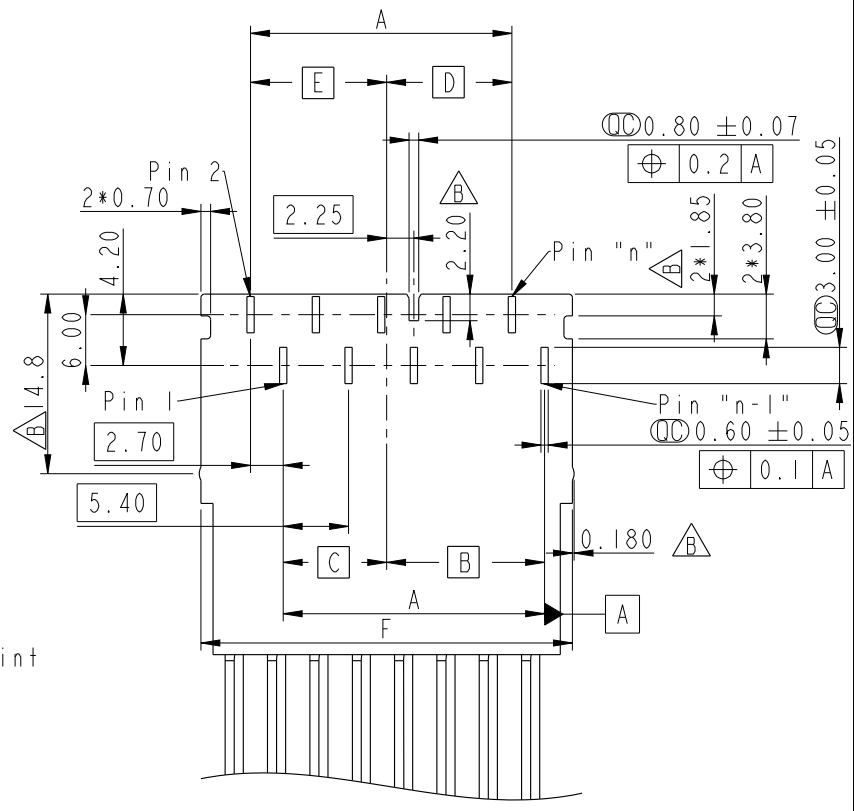 A
E
D
QC 0.80 ±0.07
⌖ 0.2 A
Pin 2
2*0.70
2.25
B
2.20
Pin "n"
B
2*1.85
2*3.80
QC 3.00 ±0.05
4.20
6.00
B 14.8
Pin 1
Pin "n-1"
2.70
QC 0.60 ±0.05
⌖ 0.1 A
5.40
0.180 B
C
B
A
A
F
int